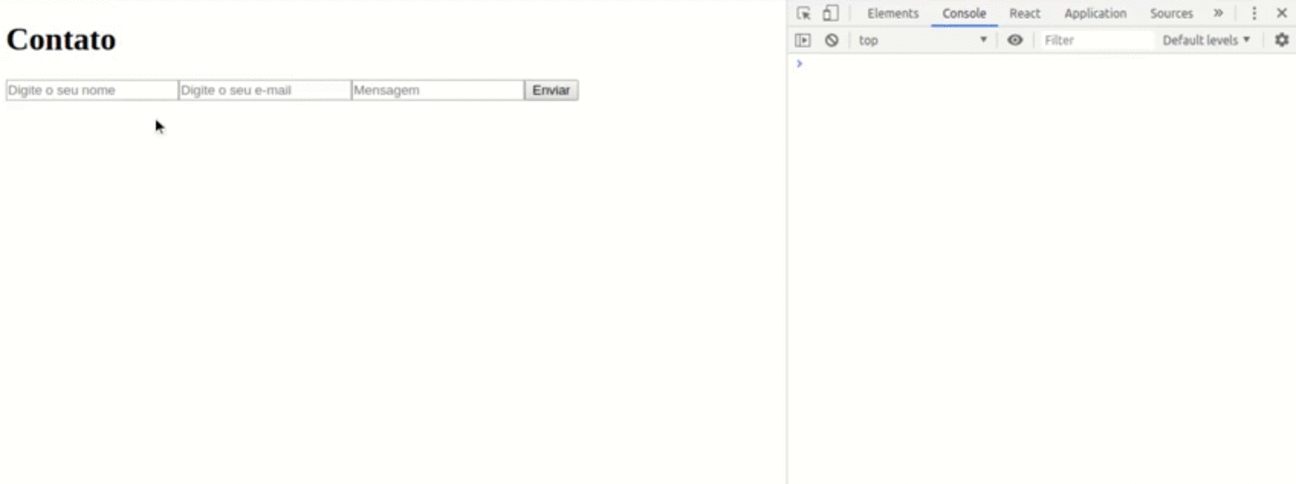 Contato
Digite o seu nome Digite o seu e-mail Mensagem Enviar
Elements Console React Application Sources »
top Filter Default levels